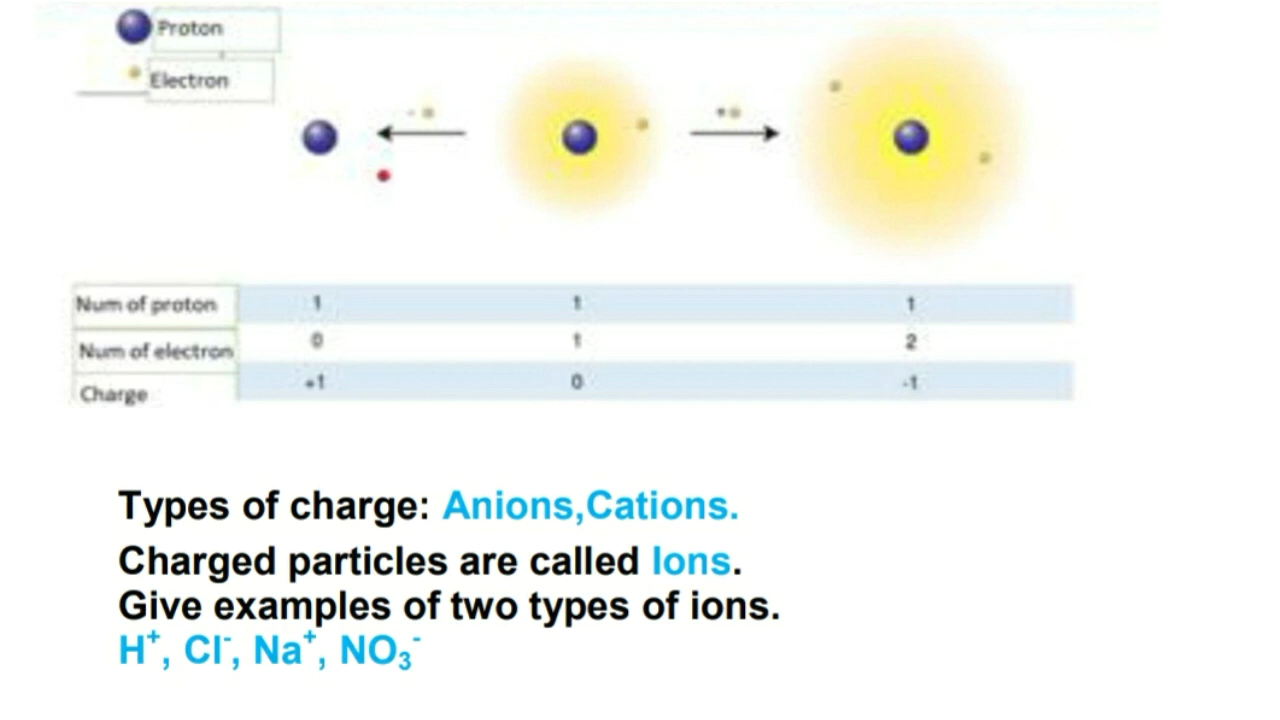 Proton
Electron
- 
+
Num of proton 1 1 1
Num of electron 0 1 2
Charge +1 0 -1
Types of charge: Anions,Cations.
Charged particles are called Ions.
Give examples of two types of ions.
H⁺, Cl⁻, Na⁺, NO₃⁻